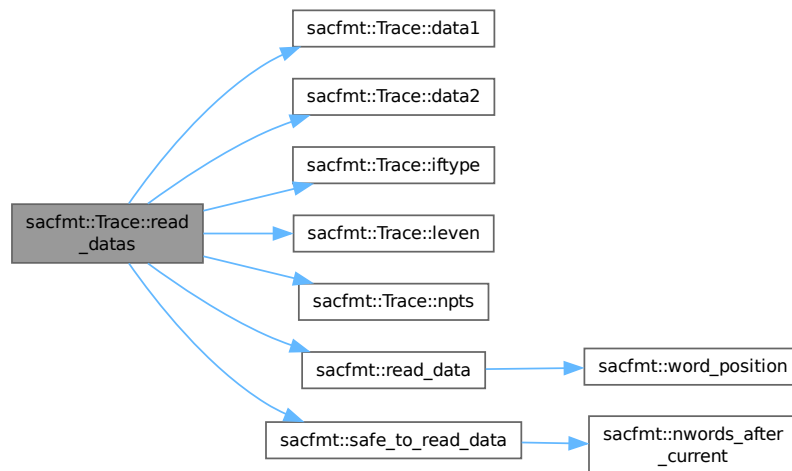 sacfmt::Trace::data1
sacfmt::Trace::data2
sacfmt::Trace::iftype
sacfmt::Trace::read
_datas
sacfmt::Trace::leven
sacfmt::Trace::npts
sacfmt::read_data
sacfmt::word_position
sacfmt::safe_to_read_data
sacfmt::nwords_after
_current